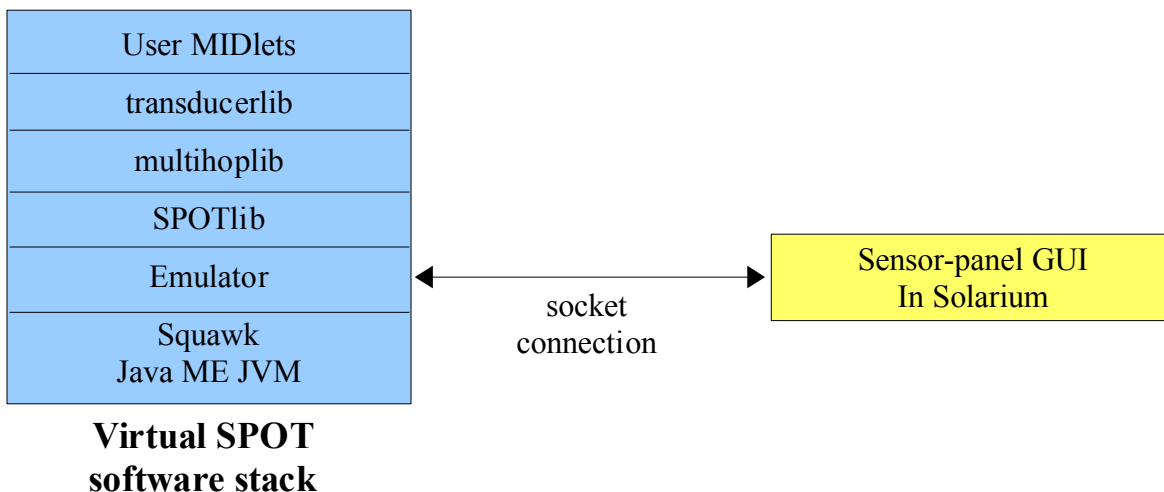 User MIDlets
transducerlib
multihoplib
SPOTlib
Emulator
Squawk
Java ME JVM
Virtual SPOT
software stack
socket
connection
Sensor-panel GUI
In Solarium